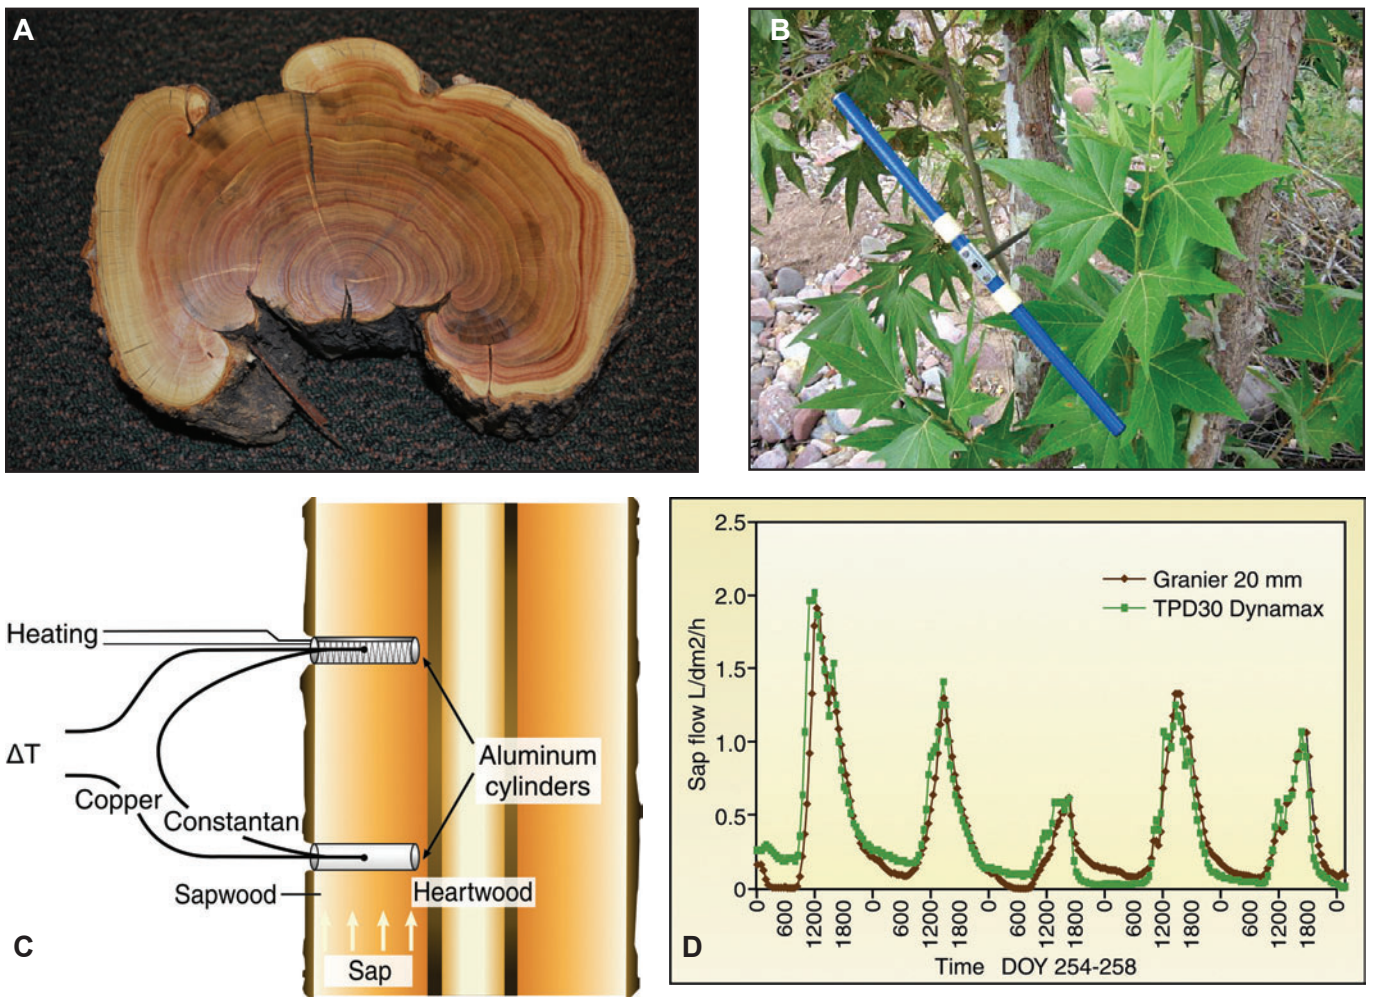 A
B
Heating
ΔT
Copper
Constantan
Aluminum
cylinders
Sapwood
Heartwood
Sap
C
2.5
2.0
1.5
1.0
0.5
0
Sap flow L/dm2/h
Granier 20 mm
TPD30 Dynamax
0 600 1200 1800 0 600 1200 1800 0 600 1200 1800 0 600 1200 1800 0 600 1200 1800 0
Time DOY 254-258
D